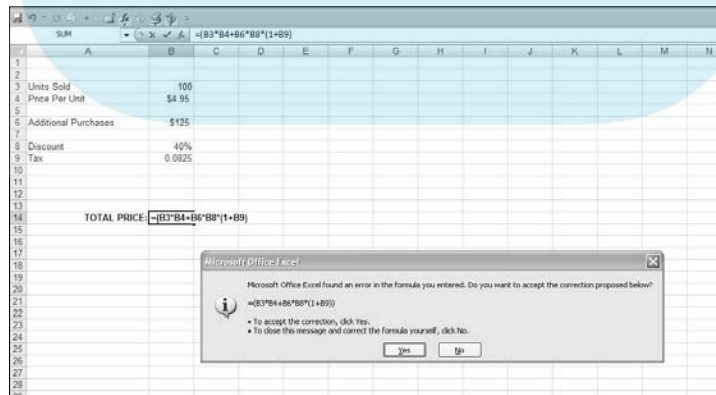 SUM =(B3*B4+B6*B8*(1+B9)
A B C D E F G H I J K L M N
1
2
3 Units Sold 100
4 Price Per Unit $4.95
5
6 Additional Purchases $125
7
8 Discount 40%
9 Tax 0.0825
10
11
12
13
14 TOTAL PRICE: =(B3*B4+B6*B8*(1+B9)
15
16
17
Microsoft Office Excel
18
19
Microsoft Office Excel found an error in the formula you entered. Do you want to accept the correction proposed below?
20
21
=(B3*B4+B6*B8*(1+B9))
22
• To accept the correction, click Yes.
23
• To close this message and correct the formula yourself, click No.
24
25
Yes No
26
27
28